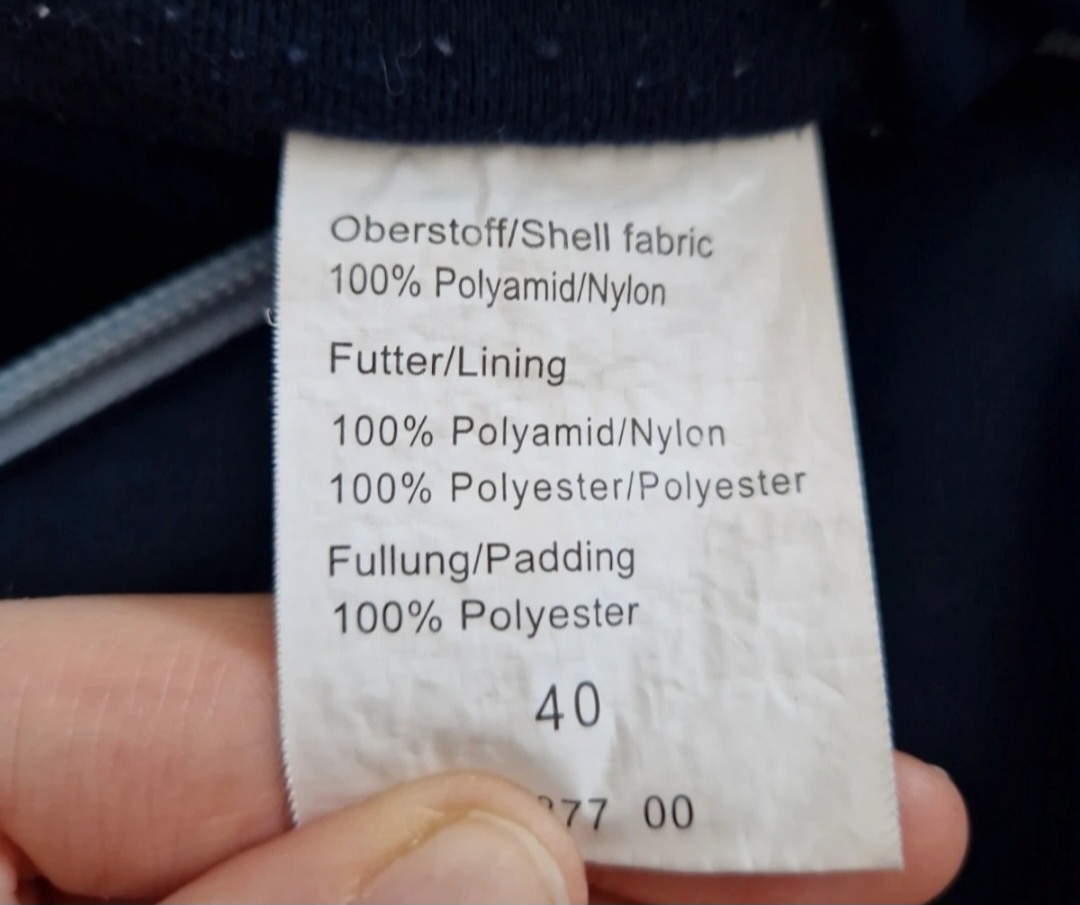 Oberstoff/Shell fabric
100% Polyamid/Nylon
Futter/Lining
100% Polyamid/Nylon
100% Polyester/Polyester
Fullung/Padding
100% Polyester
40
00